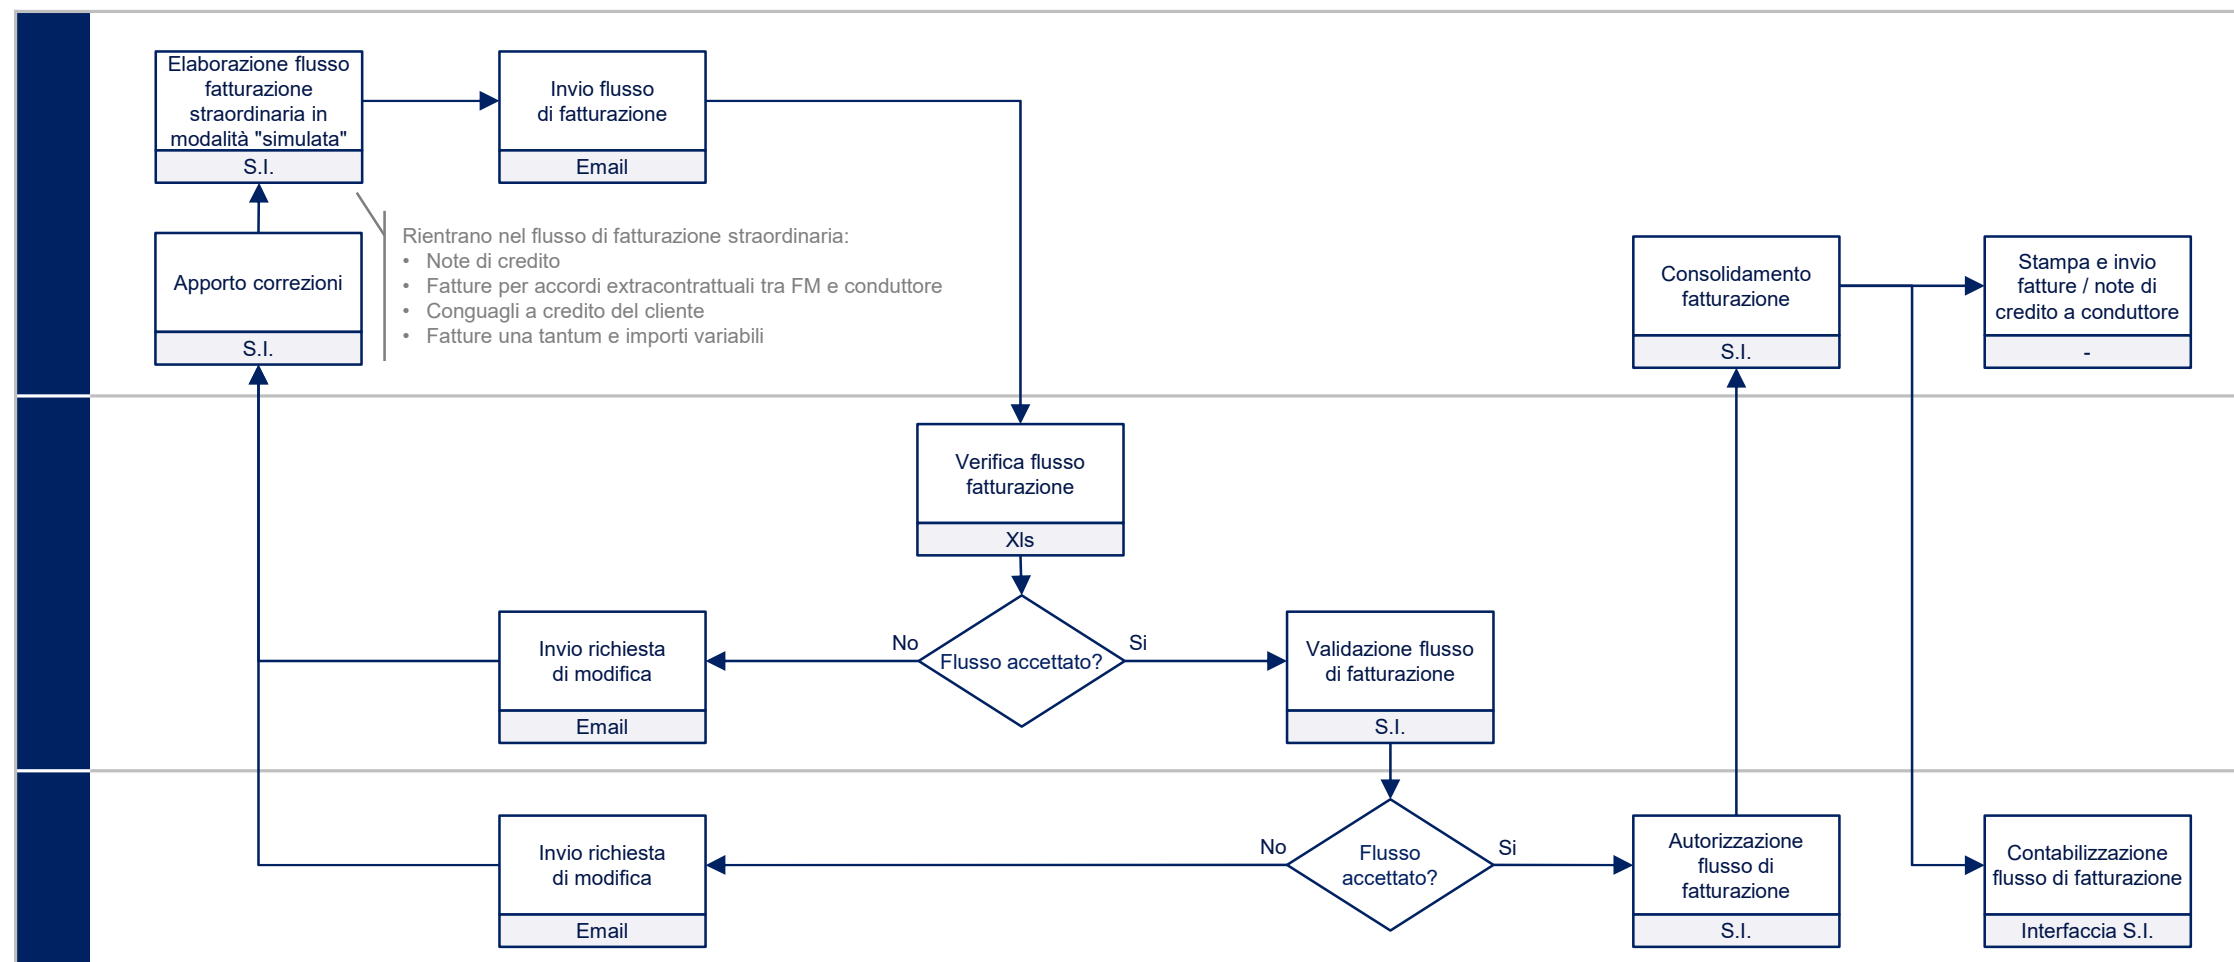 Elaborazione flusso
fatturazione
straordinaria in
modalità "simulata"
S.I.
Invio flusso
di fatturazione
Email
Apporto correzioni
S.I.
Rientrano nel flusso di fatturazione straordinaria:
• Note di credito
• Fatture per accordi extracontrattuali tra FM e conduttore
• Conguagli a credito del cliente
• Fatture una tantum e importi variabili
Consolidamento
fatturazione
S.I.
Stampa e invio
fatture / note di
credito a conduttore
-
Verifica flusso
fatturazione
Xls
Invio richiesta
di modifica
Email
No
Flusso accettato?
Si
Validazione flusso
di fatturazione
S.I.
Invio richiesta
di modifica
Email
No
Flusso
accettato?
Si
Autorizzazione
flusso di
fatturazione
S.I.
Contabilizzazione
flusso di fatturazione
Interfaccia S.I.